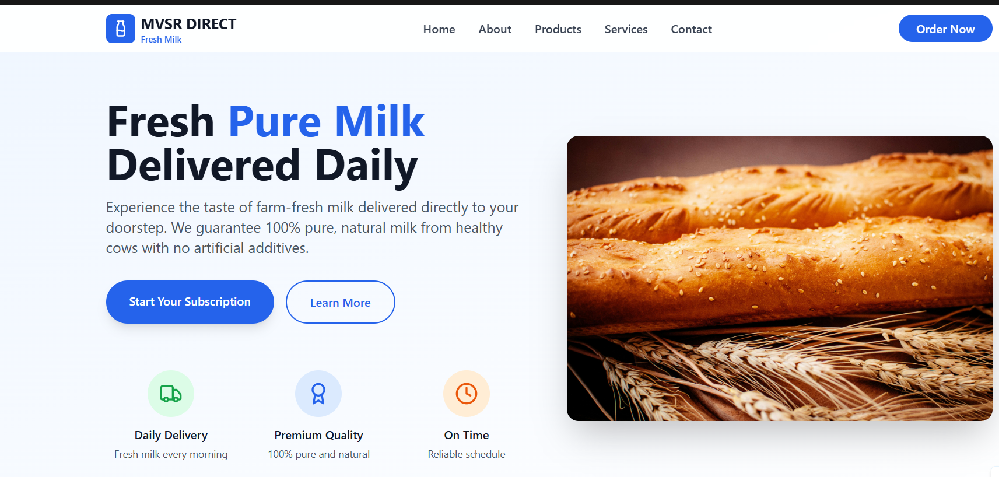 MVSR DIRECT
Fresh Milk
Home About Products Services Contact
Order Now
Fresh Pure Milk
Delivered Daily
Experience the taste of farm-fresh milk delivered directly to your
doorstep. We guarantee 100% pure, natural milk from healthy
cows with no artificial additives.
Start Your Subscription
Learn More
Daily Delivery
Fresh milk every morning
Premium Quality
100% pure and natural
On Time
Reliable schedule